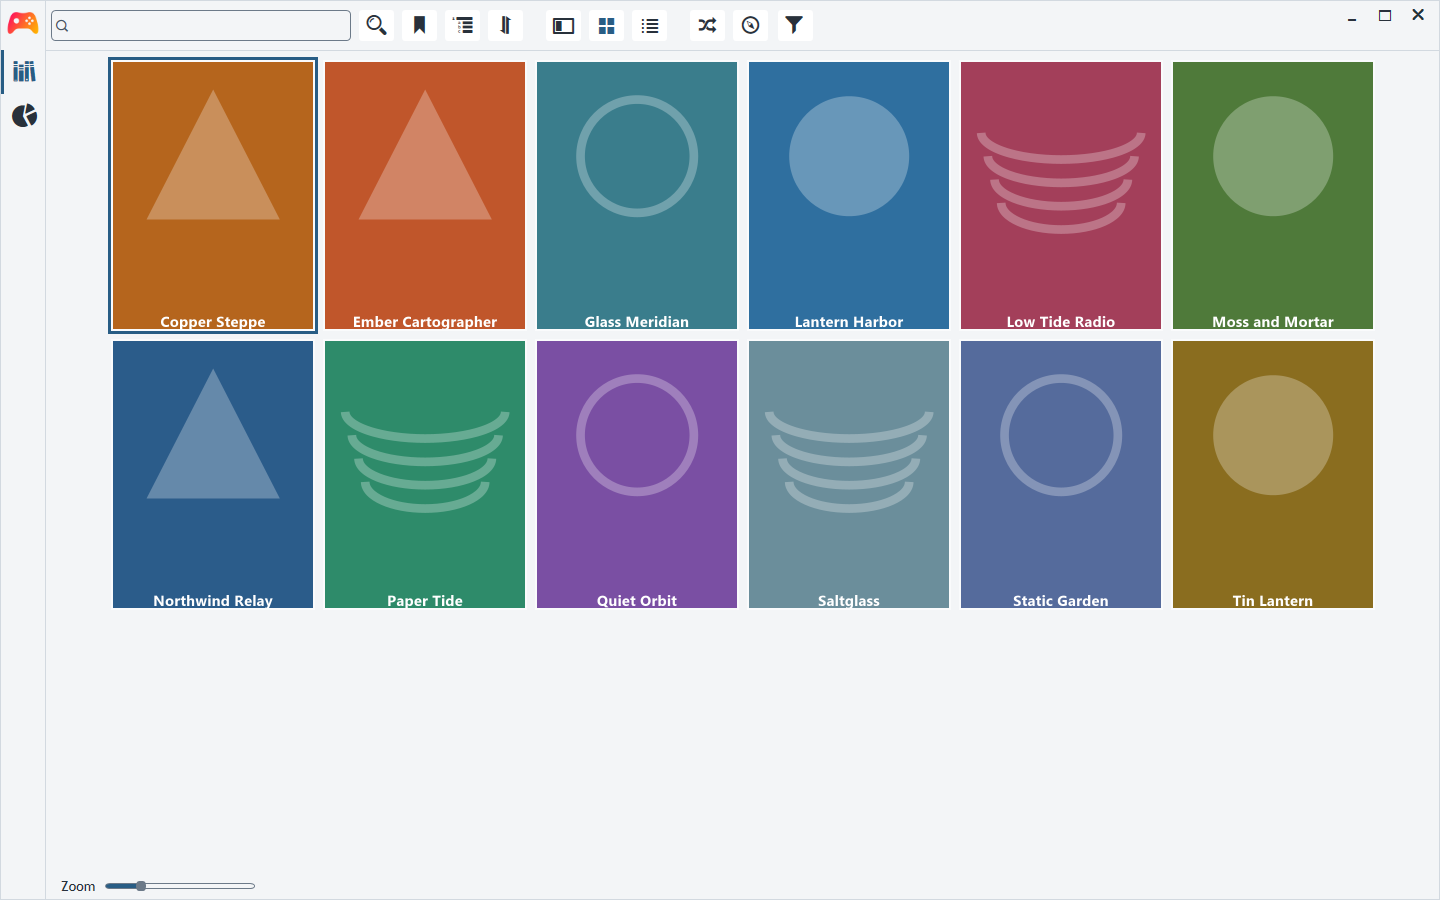 Copper Steppe
Ember Cartographer
Glass Meridian
Lantern Harbor
Low Tide Radio
Moss and Mortar
Northwind Relay
Paper Tide
Quiet Orbit
Saltglass
Static Garden
Tin Lantern
Zoom